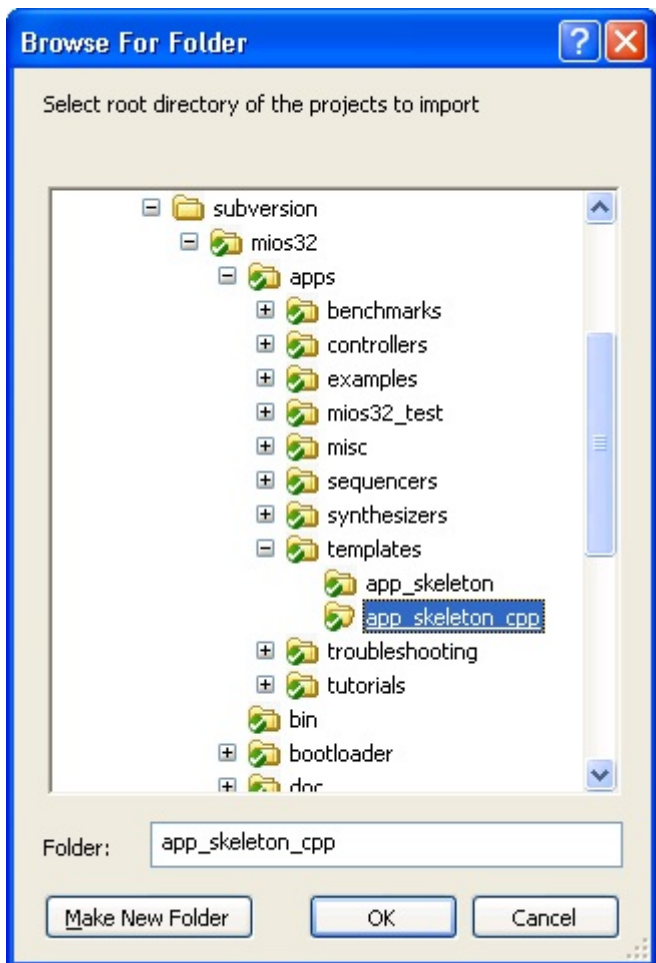 Browse For Folder
Select root directory of the projects to import
subversion
mios32
apps
benchmarks
controllers
examples
mios32_test
misc
sequencers
synthesizers
templates
app_skeleton
app_skeleton_cpp
troubleshooting
tutorials
bin
bootloader
doc
Folder: app_skeleton_cpp
Make New Folder OK Cancel